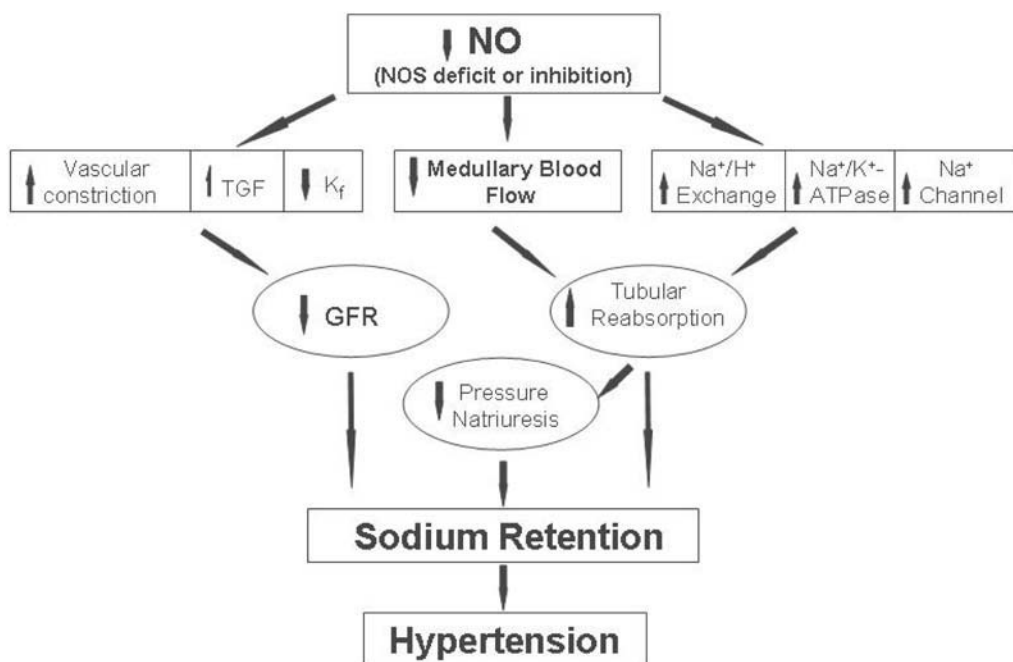 NO
(NOS deficit or inhibition)
Vascular
constriction
TGF
K_f
Medullary Blood
Flow
Na⁺/H⁺
Exchange
Na⁺/K⁺-
ATPase
Na⁺
Channel
GFR
Tubular
Reabsorption
Pressure
Natriuresis
Sodium Retention
Hypertension